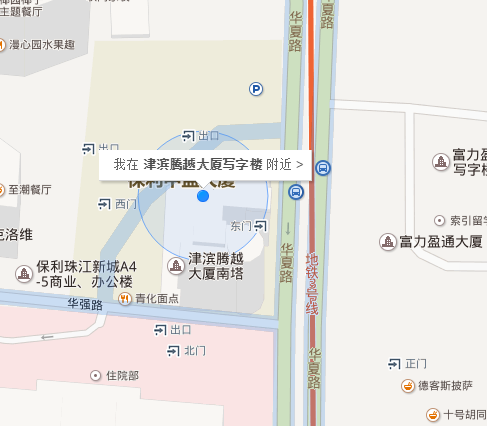 主题餐厅
漫心园水果趣
华夏路
华夏路
P
出口
出口
我在 津滨腾越大厦写字楼 附近 >
西门
东门
至潮餐厅
克洛维
津滨腾越
大厦南塔
保利珠江新城A4
-5商业、办公楼
青化面点
华强路
出口
北门
住院部
华夏路
地铁3号线
华夏路
富力盈
写字楼
索引留学
富力盈通大厦
正门
德客斯披萨
十号胡同